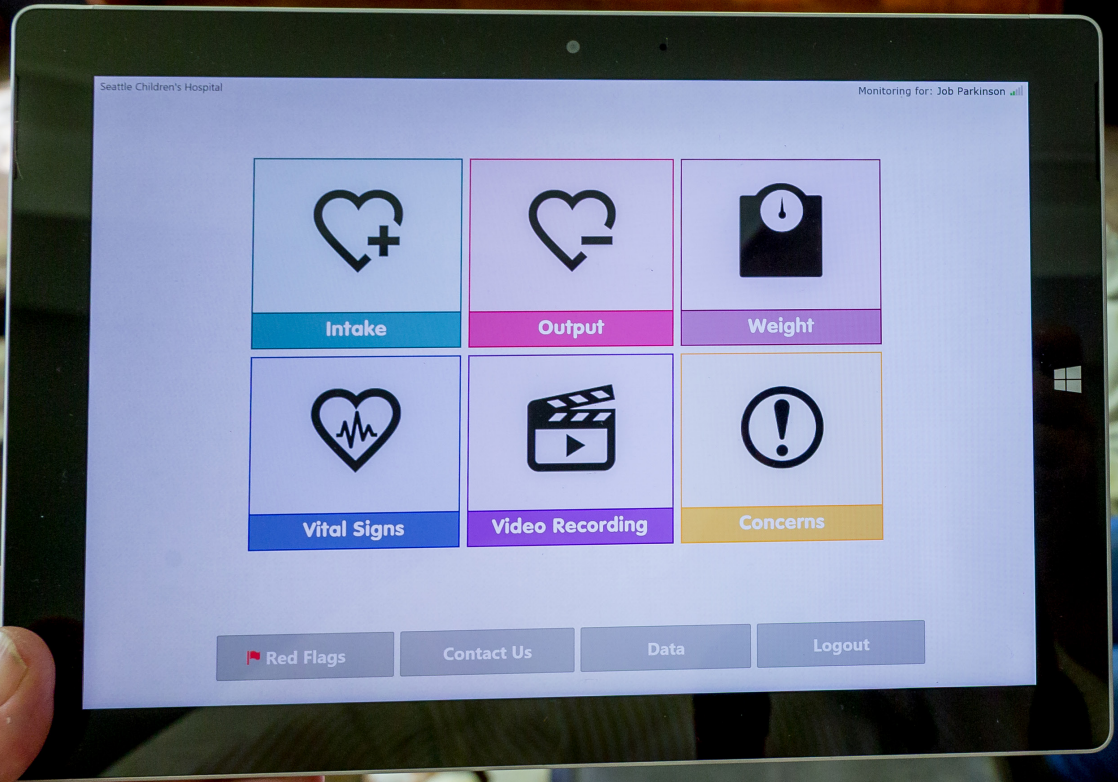 Seattle Children's Hospital
Monitoring for: Job Parkinson
Intake
Output
Weight
Vital Signs
Video Recording
Concerns
Red Flags
Contact Us
Data
Logout